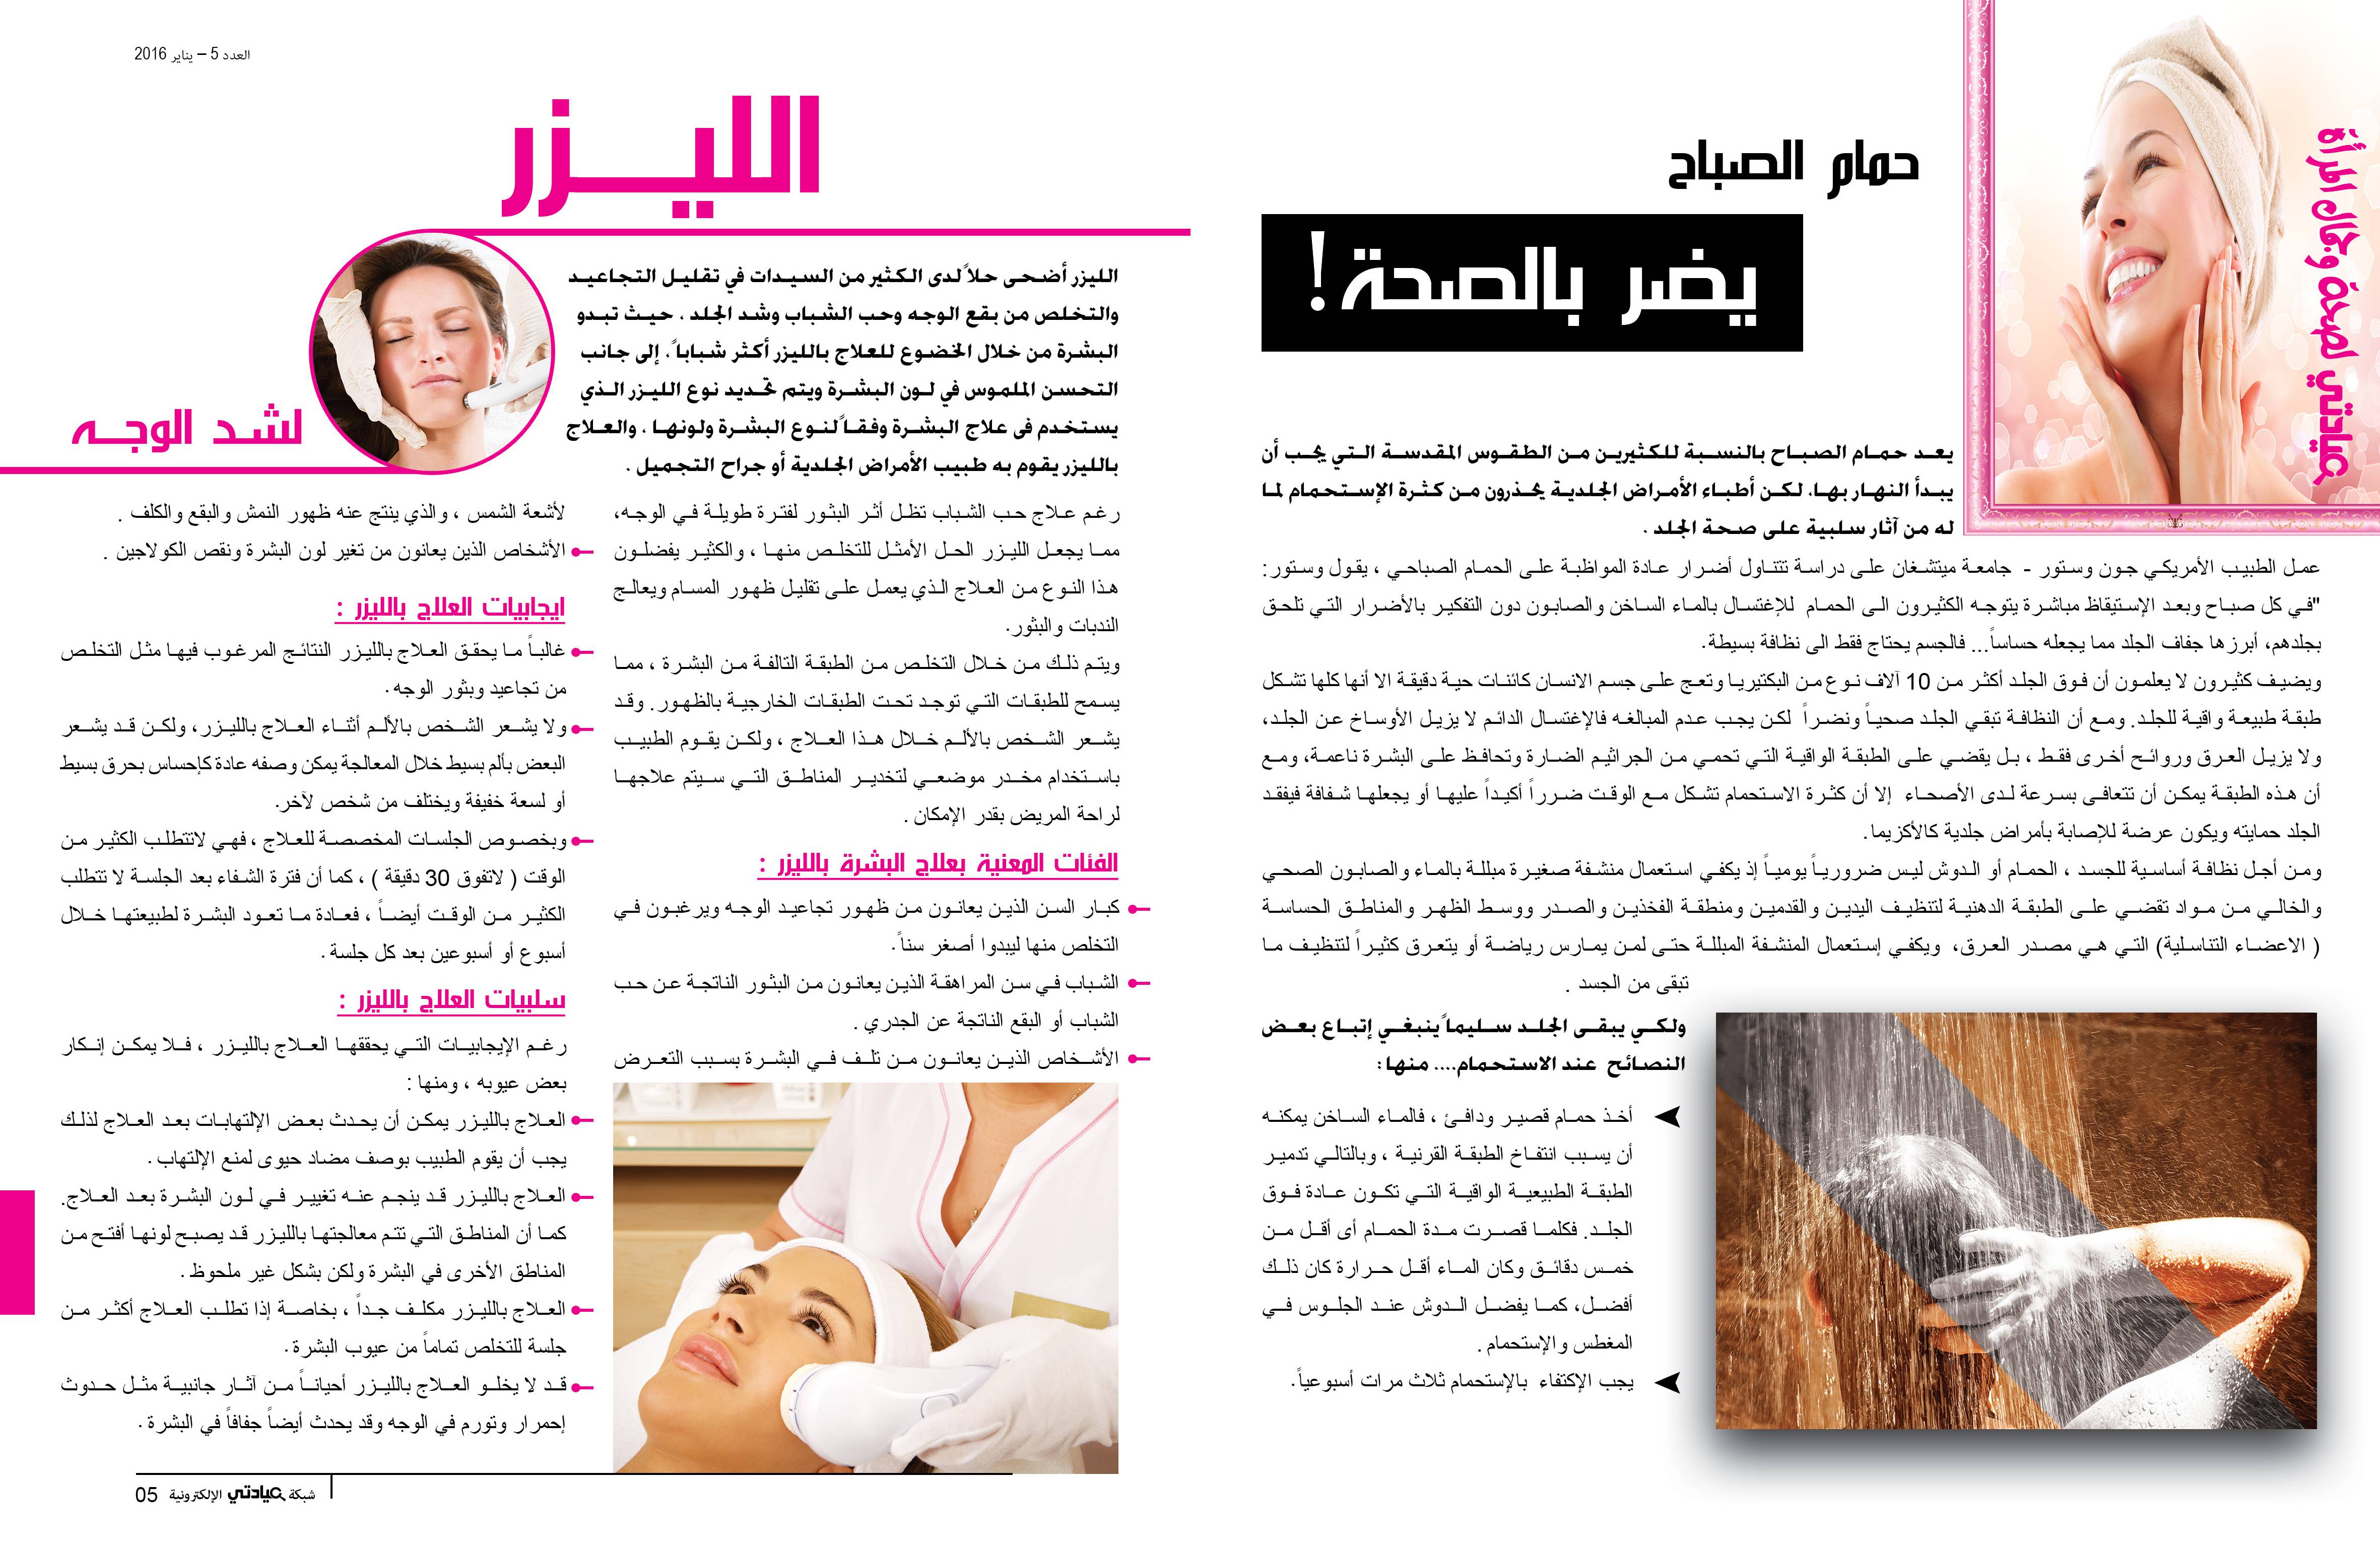 عيادتي لصحة وجمال المرأة
حمام الصباح
يضر بالصحة!
يعد حمام الصباح بالنسبة للكثيرين من الطقوس المقدسة التي يجب أن
يبدأ النهار بها، لكن أطباء الأمراض الجلدية يحذرون من كثرة الإستحمام لما
له من آثار سلبية على صحة الجلد .
عمل الطبيب الأمريكي جون وستور - جامعة ميتشغان على دراسة تتناول أضرار عادة المواظبة على الحمام الصباحي ، يقول وستور:
"في كل صباح وبعد الإستيقاظ مباشرة يتوجه الكثيرون الى الحمام للإغتسال بالماء الساخن والصابون دون التفكير بالأضرار التي تلحق
بجلدهم، أبرزها جفاف الجلد مما يجعله حساساً... فالجسم يحتاج فقط الى نظافة بسيطة.
ويضيف كثيرون لا يعلمون أن فوق الجلد أكثر من 10 آلاف نوع من البكتيريا وتعج على جسم الانسان كائنات حية دقيقة الا أنها كلها تشكل
طبقة طبيعة واقية للجلد. ومع أن النظافة تبقي الجلد صحياً ونضراً لكن يجب عدم المبالغه فالإغتسال الدائم لا يزيل الأوساخ عن الجلد،
ولا يزيل العرق وروائح أخرى فقط ، بل يقضي على الطبقة الواقية التي تحمي من الجراثيم الضارة وتحافظ على البشرة ناعمة، ومع
أن هذه الطبقة يمكن أن تتعافى بسرعة لدى الأصحاء إلا أن كثرة الاستحمام تشكل مع الوقت ضرراً أكيداً عليها أو يجعلها شفافة فيفقد
الجلد حمايته ويكون عرضة للإصابة بأمراض جلدية كالأكزيما.
ومن أجل نظافة أساسية للجسد ، الحمام أو الدوش ليس ضرورياً يومياً إذ يكفي استعمال منشفة صغيرة مبللة بالماء والصابون الصحي
والخالي من مواد تقضي على الطبقة الدهنية لتنظيف اليدين والقدمين ومنطقة الفخذين والصدر ووسط الظهر والمناطق الحساسة
( الاعضاء التناسلية) التي هي مصدر العرق، ويكفي إستعمال المنشفة المبللة حتى لمن يمارس رياضة أو يتعرق كثيراً لتنظيف ما
تبقى من الجسد .
ولكي يبقى الجلد سليماً ينبغي إتباع بعض
النصائح عند الاستحمام.... منها :
أخذ حمام قصير ودافئ ، فالماء الساخن يمكنه
أن يسبب انتفاخ الطبقة القرنية ، وبالتالي تدمير
الطبقة الطبيعية الواقية التي تكون عادة فوق
الجلد. فكلما قصرت مدة الحمام أى أقل من
خمس دقائق وكان الماء أقل حرارة كان ذلك
أفضل، كما يفضل الدوش عند الجلوس في
المغطس والإستحمام .
يجب الإكتفاء بالإستحمام ثلاث مرات أسبوعياً.
العدد 5 – يناير 2016
الليزر
لشد الوجه
الليزر أضحى حلاً لدى الكثير من السيدات في تقليل التجاعيد
والتخلص من بقع الوجه وحب الشباب وشد الجلد ، حيث تبدو
البشرة من خلال الخضوع للعلاج بالليزر أكثر شباباً، إلى جانب
التحسن الملموس في لون البشرة ويتم تحديد نوع الليزر الذي
يستخدم فى علاج البشرة وفقاً لنوع البشرة ولونها ، والعلاج
بالليزر يقوم به طبيب الأمراض الجلدية أو جراح التجميل .
رغم علاج حب الشباب تظل أثر البثور لفترة طويلة في الوجه،
مما يجعل الليزر الحل الأمثل للتخلص منها ، والكثير يفضلون
هذا النوع من العلاج الذي يعمل على تقليل ظهور المسام ويعالج
الندبات والبثور.
ويتم ذلك من خلال التخلص من الطبقة التالفة من البشرة ، مما
يسمح للطبقات التي توجد تحت الطبقات الخارجية بالظهور. وقد
يشعر الشخص بالألم خلال هذا العلاج ، ولكن يقوم الطبيب
باستخدام مخدر موضعي لتخدير المناطق التي سيتم علاجها
لراحة المريض بقدر الإمكان .
الفئات المعنية بعلاج البشرة بالليزر :
كبار السن الذين يعانون من ظهور تجاعيد الوجه ويرغبون في
التخلص منها ليبدوا أصغر سناً.
الشباب في سن المراهقة الذين يعانون من البثور الناتجة عن حب
الشباب أو البقع الناتجة عن الجدري .
الأشخاص الذين يعانون من تلف في البشرة بسبب التعرض
لأشعة الشمس ، والذي ينتج عنه ظهور النمش والبقع والكلف .
الأشخاص الذين يعانون من تغير لون البشرة ونقص الكولاجين .
ايجابيات العلاج بالليزر :
غالباً ما يحقق العلاج بالليزر النتائج المرغوب فيها مثل التخلص
من تجاعيد وبثور الوجه.
ولا يشعر الشخص بالألم أثناء العلاج بالليزر، ولكن قد يشعر
البعض بألم بسيط خلال المعالجة يمكن وصفه عادة كإحساس بحرق بسيط
أو لسعة خفيفة ويختلف من شخص لآخر.
وبخصوص الجلسات المخصصة للعلاج ، فهي لاتتطلب الكثير من
الوقت ( لاتفوق 30 دقيقة ) ، كما أن فترة الشفاء بعد الجلسة لا تتطلب
الكثير من الوقت أيضاً ، فعادة ما تعود البشرة لطبيعتها خلال
أسبوع أو أسبوعين بعد كل جلسة .
سلبيات العلاج بالليزر :
رغم الإيجابيات التي يحققها العلاج بالليزر ، فلا يمكن إنكار
بعض عيوبه ، ومنها :
العلاج بالليزر يمكن أن يحدث بعض الإلتهابات بعد العلاج لذلك
يجب أن يقوم الطبيب بوصف مضاد حيوى لمنع الإلتهاب .
العلاج بالليزر قد ينجم عنه تغيير في لون البشرة بعد العلاج.
كما أن المناطق التي تتم معالجتها بالليزر قد يصبح لونها أفتح من
المناطق الأخرى في البشرة ولكن بشكل غير ملحوظ .
العلاج بالليزر مكلف جداً ، بخاصة إذا تطلب العلاج أكثر من
جلسة للتخلص تماماً من عيوب البشرة.
قد لا يخلو العلاج بالليزر أحياناً من آثار جانبية مثل حدوث
إحمرار وتورم في الوجه وقد يحدث أيضاً جفافاً في البشرة .
شبكة عيادتي الإلكترونية 05